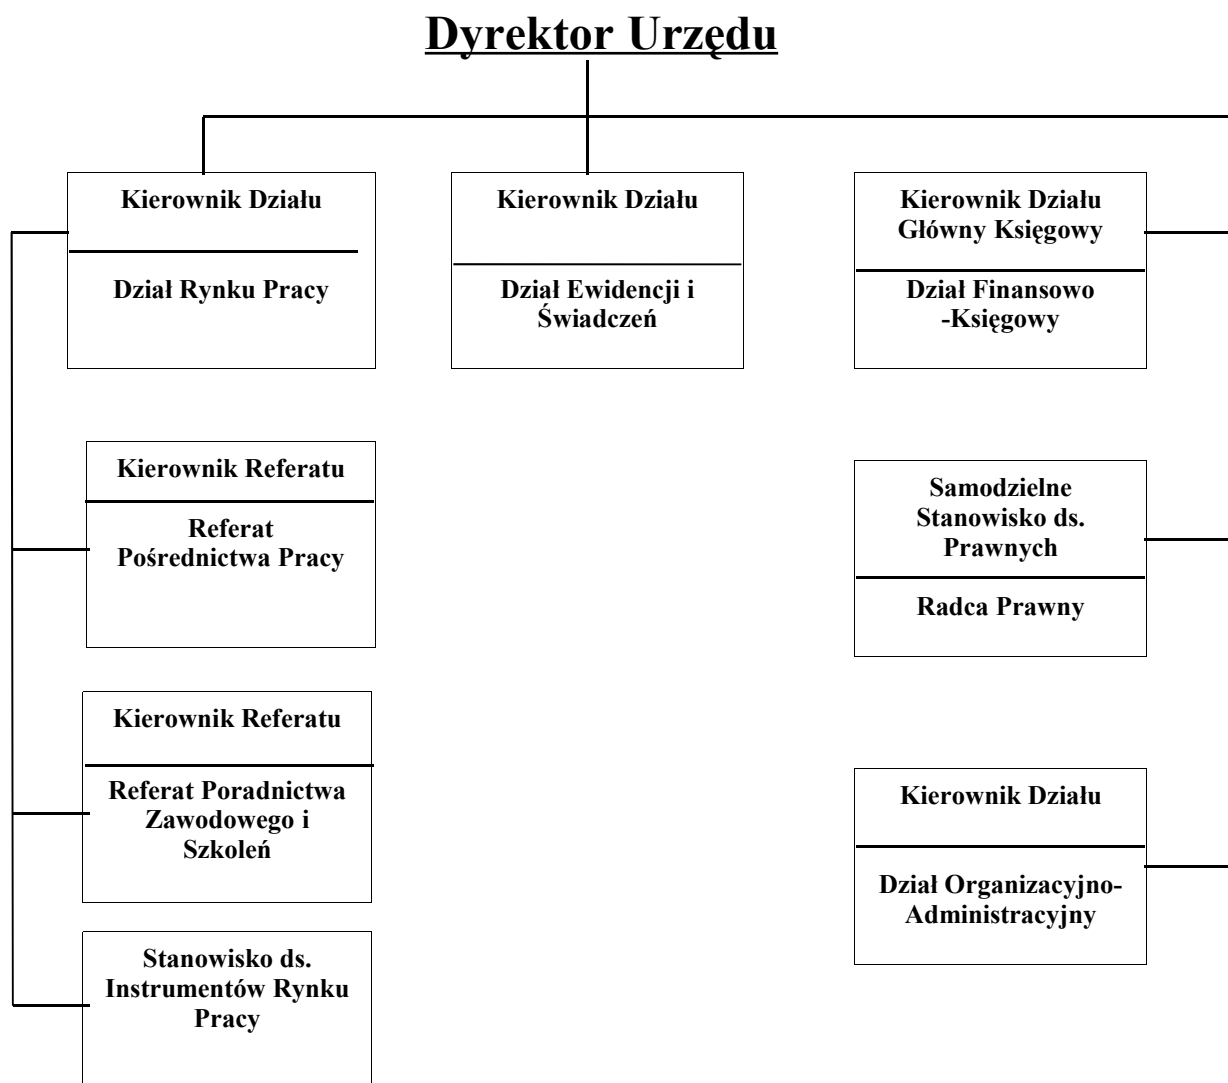 Dyrektor Urzędu
Kierownik Działu
Dział Rynku Pracy
Kierownik Działu
Dział Ewidencji i
Świadczeń
Kierownik Działu
Główny Księgowy
Dział Finansowo
-Księgowy
Kierownik Referatu
Referat
Pośrednictwa Pracy
Samodzielne
Stanowisko ds.
Prawnych
Radca Prawny
Kierownik Referatu
Referat Poradnictwa
Zawodowego i
Szkoleń
Kierownik Działu
Dział Organizacyjno-
Administracyjny
Stanowisko ds.
Instrumentów Rynku
Pracy